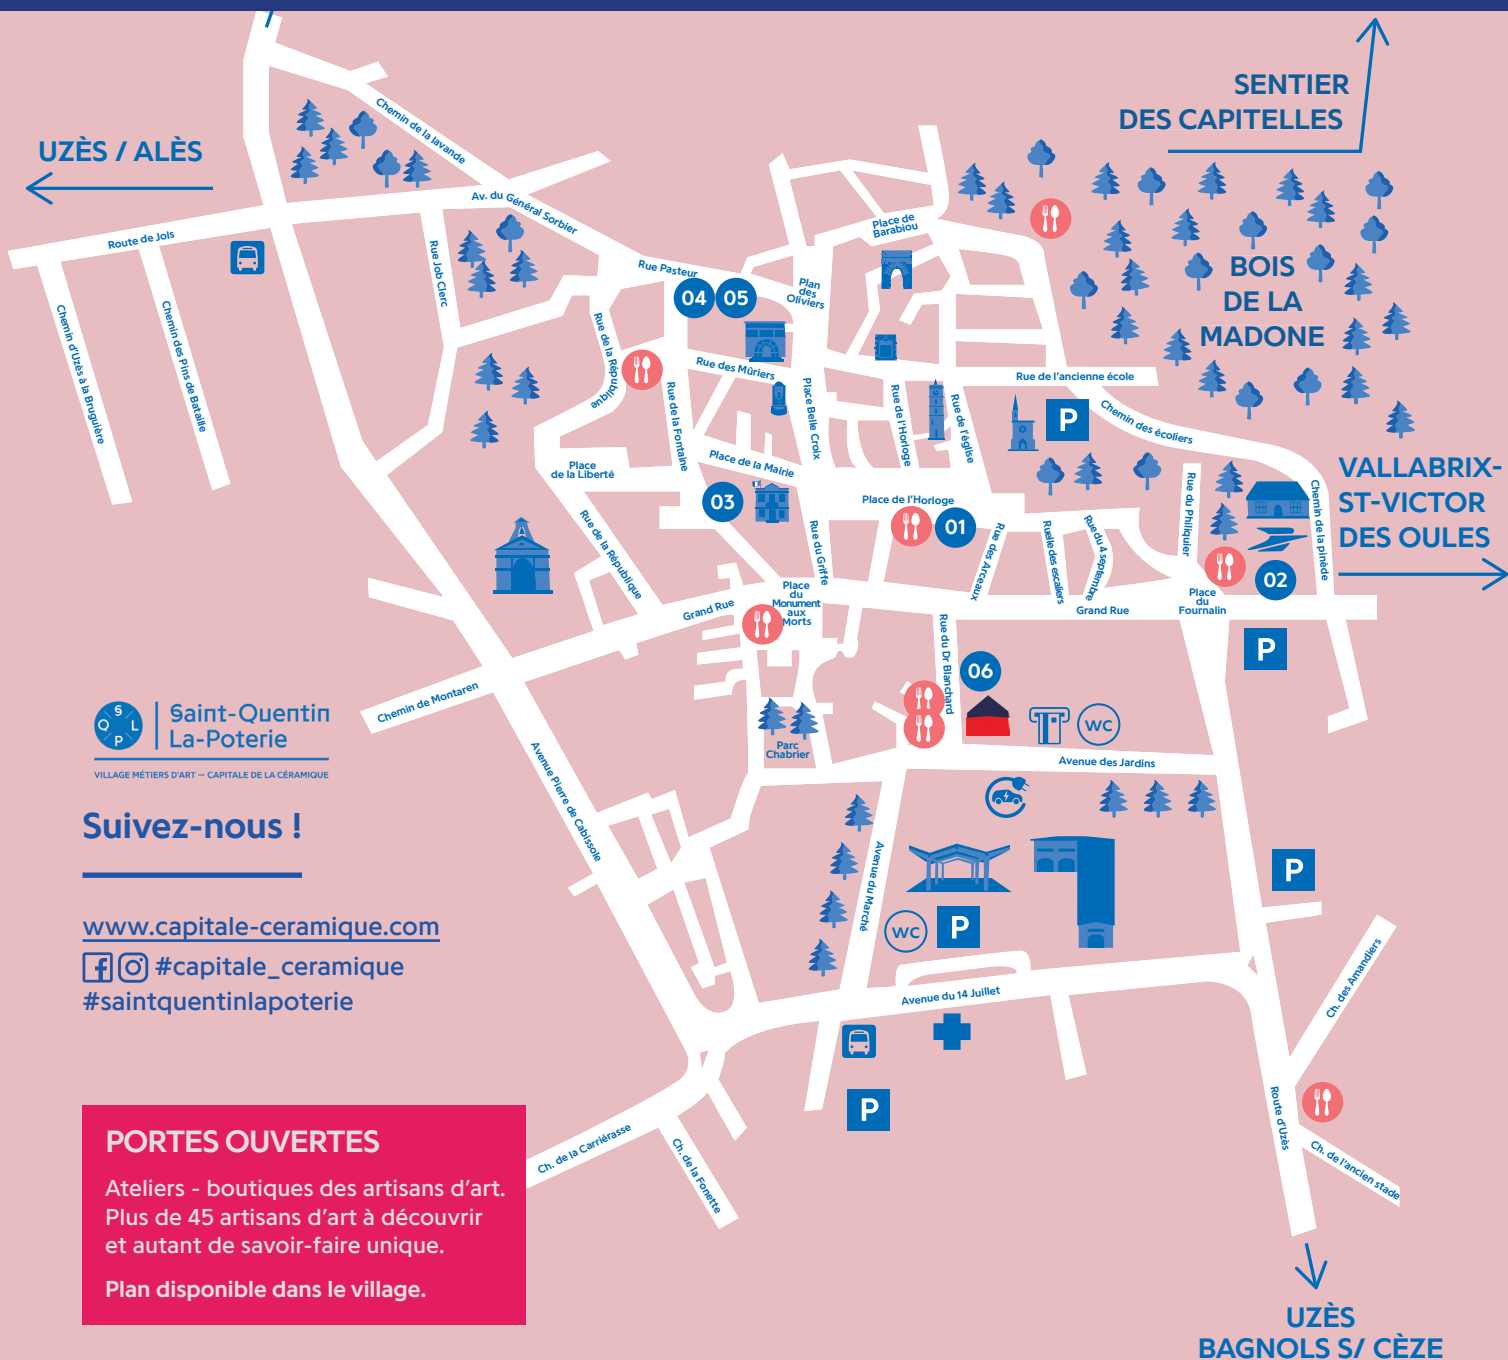 SENTIER
DES CAPITELLES
UZÈS / ALÈS
Chemin de la lavande
Av. du Général Sorbier
Route de Jols
Rue Job Clerc
Chemin d'Uzès à la Bruguière
Chemin des Pins de Bataille
Rue Pasteur
04
05
Plan
des
Oliviers
Place de
Barabiou
BOIS
DE LA
MADONE
Rue de la République
Rue des Mûriers
Rue de la Fontaine
Place Belle Croix
Rue de l'Horloge
Rue de l'église
Rue de l'ancienne école
P
Chemin des écoliers
Place
de la Liberté
Place de la Mairie
03
Place de l'Horloge
01
Rue du Griffe
Rue des Arceaux
Ruelle des escaliers
Rue du 4 septembre
Rue du Philiquier
Chemin de la pinède
VALLABRIX-
ST-VICTOR
DES OULES
02
Rue de la République
Grand Rue
Place
du
Monument
aux
Morts
Grand Rue
Place
du
Fournalin
P
Rue du Dr Blanchard
06
WC
Chemin de Montaren
Parc
Chabrier
Avenue des Jardins
Avenue Pierre de Cabissole
Avenue du Marché
WC
P
P
Avenue du 14 Juillet
P
Ch. des Amandiers
Route d'Uzès
Ch. de l'ancien stade
Ch. de la Carriérasse
Ch. de la Fonette
S
Q L
P
Saint-Quentin
La-Poterie
VILLAGE MÉTIERS D'ART – CAPITALE DE LA CÉRAMIQUE
Suivez-nous !
www.capitale-ceramique.com
#capitale_ceramique
#saintquentinlapoterie
PORTES OUVERTES
Ateliers - boutiques des artisans d'art.
Plus de 45 artisans d'art à découvrir
et autant de savoir-faire unique.
Plan disponible dans le village.
UZÈS
BAGNOLS S/ CÈZE